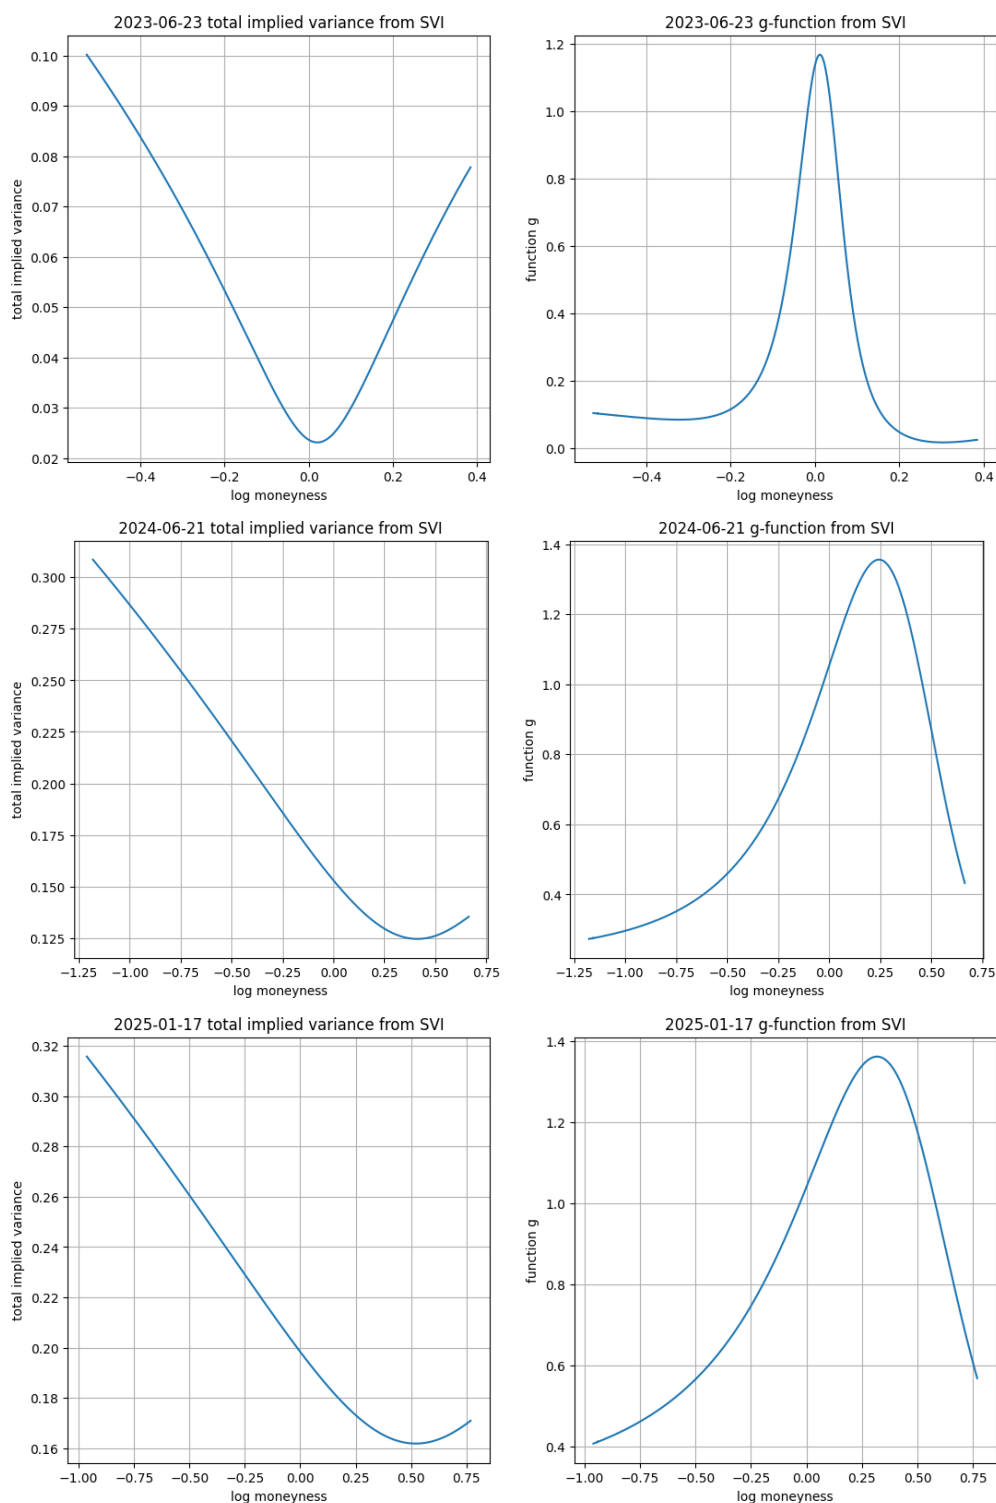 2023-06-23 total implied variance from SVI
total implied variance
0.10
0.09
0.08
0.07
0.06
0.05
0.04
0.03
0.02
−0.4 −0.2 0.0 0.2 0.4
log moneyness
2023-06-23 g-function from SVI
function g
1.2
1.0
0.8
0.6
0.4
0.2
0.0
−0.4 −0.2 0.0 0.2 0.4
log moneyness
2024-06-21 total implied variance from SVI
total implied variance
0.300
0.275
0.250
0.225
0.200
0.175
0.150
0.125
−1.25 −1.00 −0.75 −0.50 −0.25 0.00 0.25 0.50 0.75
log moneyness
2024-06-21 g-function from SVI
function g
1.4
1.2
1.0
0.8
0.6
0.4
−1.25 −1.00 −0.75 −0.50 −0.25 0.00 0.25 0.50 0.75
log moneyness
2025-01-17 total implied variance from SVI
total implied variance
0.32
0.30
0.28
0.26
0.24
0.22
0.20
0.18
0.16
−1.00 −0.75 −0.50 −0.25 0.00 0.25 0.50 0.75
log moneyness
2025-01-17 g-function from SVI
function g
1.4
1.2
1.0
0.8
0.6
0.4
−1.00 −0.75 −0.50 −0.25 0.00 0.25 0.50 0.75
log moneyness